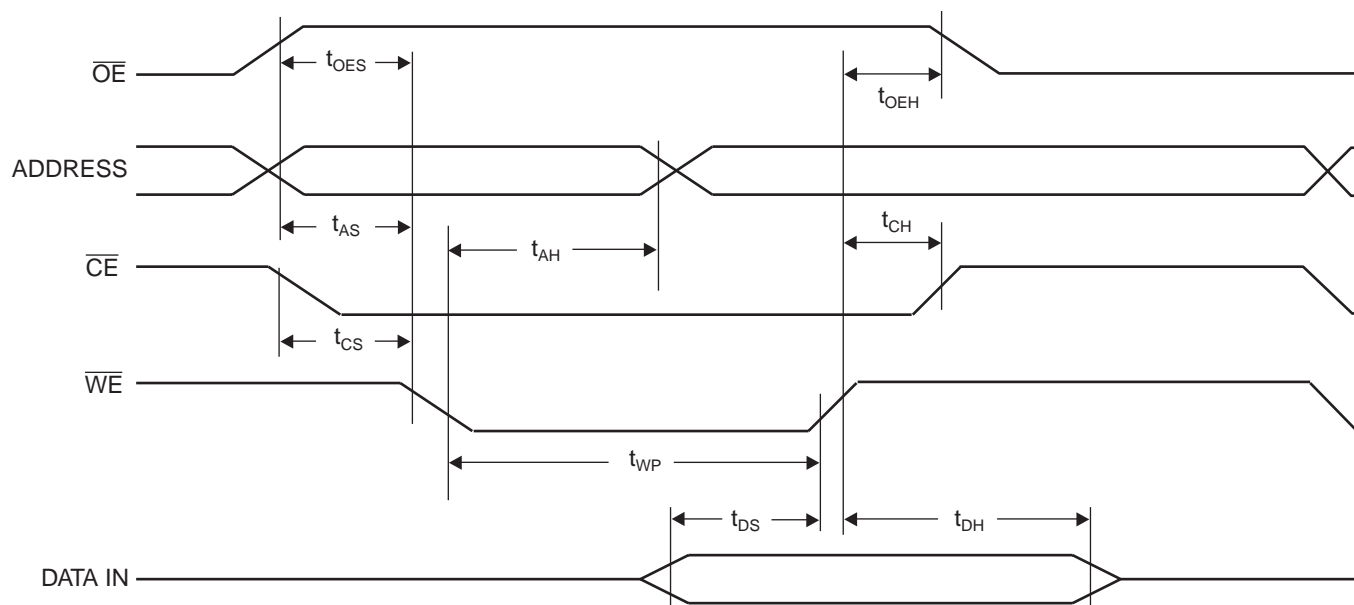 OE
tOES
tOEH
ADDRESS
tAS
tAH
tCH
CE
tCS
WE
tWP
tDS
tDH
DATA IN